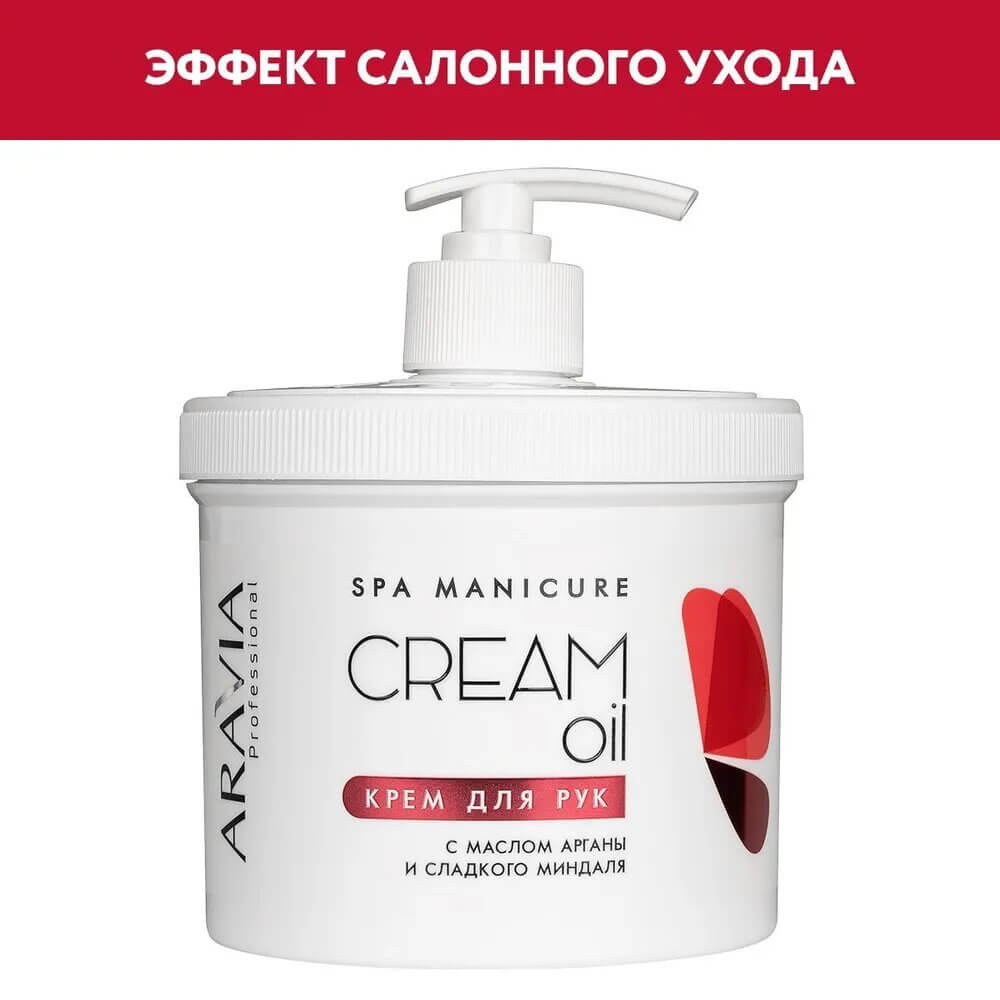 ЭФФЕКТ САЛОННОГО УХОДА
ARAVIA
Professional
SPA MANICURE
CREAM
oil
КРЕМ ДЛЯ РУК
С МАСЛОМ АРГАНЫ
И СЛАДКОГО МИНДАЛЯ